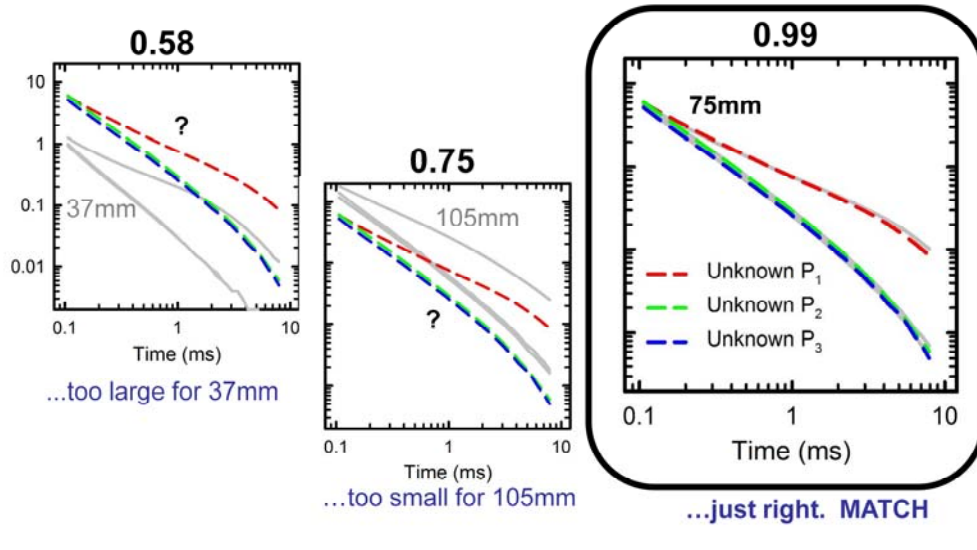 0.58
10
1
0.1
0.01
?
37mm
0.1
1
10
Time (ms)
...too large for 37mm
0.75
105mm
?
0.1
1
10
Time (ms)
...too small for 105mm
0.99
75mm
Unknown P1
Unknown P2
Unknown P3
0.1
1
10
Time (ms)
...just right. MATCH